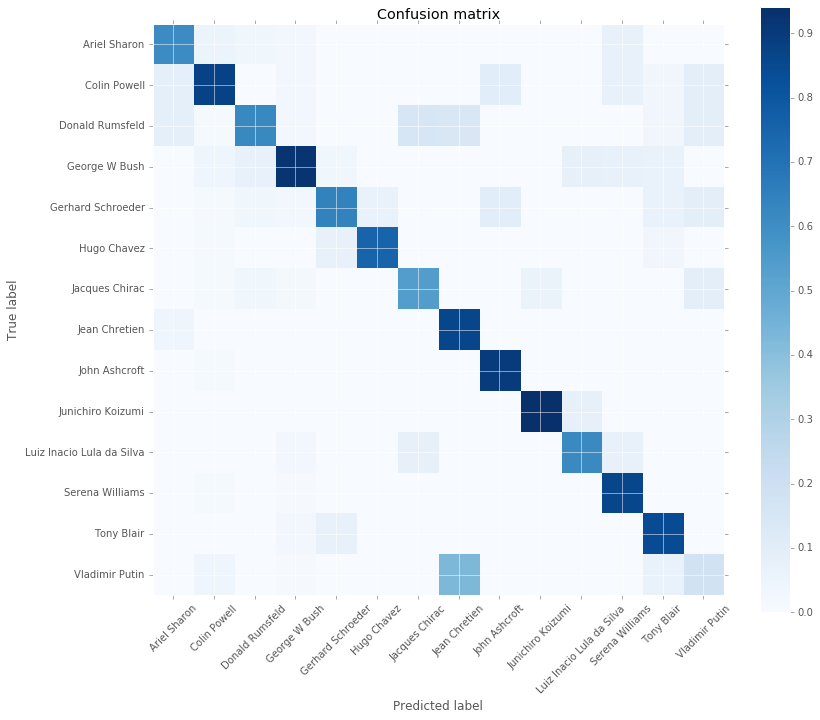 Confusion matrix
True label
Ariel Sharon
Colin Powell
Donald Rumsfeld
George W Bush
Gerhard Schroeder
Hugo Chavez
Jacques Chirac
Jean Chretien
John Ashcroft
Junichiro Koizumi
Luiz Inacio Lula da Silva
Serena Williams
Tony Blair
Vladimir Putin
Ariel Sharon
Colin Powell
Donald Rumsfeld
George W Bush
Gerhard Schroeder
Hugo Chavez
Jacques Chirac
Jean Chretien
John Ashcroft
Junichiro Koizumi
Luiz Inacio Lula da Silva
Serena Williams
Tony Blair
Vladimir Putin
Predicted label
0.9
0.8
0.7
0.6
0.5
0.4
0.3
0.2
0.1
0.0